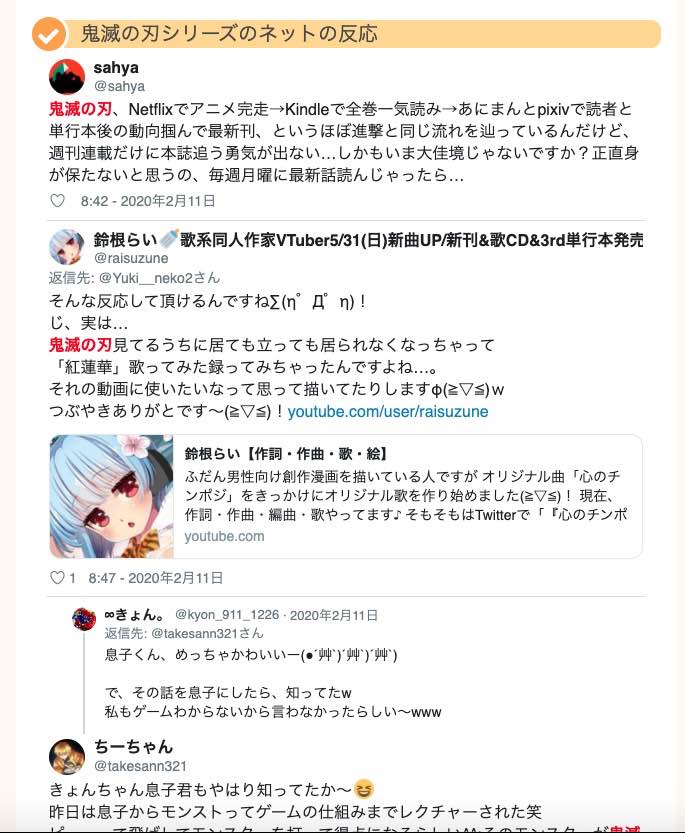 鬼滅の刃シリーズのネットの反応
sahya
@sahya
鬼滅の刃、Netflixでアニメ完走→Kindleで全巻一気読み→あにまんとpixivで読者と
単行本後の動向掴んで最新刊、というほぼ進撃と同じ流れを辿っているんだけど、
週刊連載だけに本誌追う勇気が出ない…しかもいま大佳境じゃないですか？正直身
が保たないと思うの、毎週月曜に最新話読んじゃったら…
♡ 8:42 - 2020年2月11日
鈴根らい🍼歌系同人作家VTuber5/31(日)新曲UP/新刊&歌CD&3rd単行本発売
@raisuzune
返信先: @Yuki__neko2さん
そんな反応して頂けるんですね∑(ηﾟДﾟη)！
じ、実は…
鬼滅の刃見てるうちに居ても立っても居られなくなっちゃって
「紅蓮華」歌ってみた録ってみちゃったんですよね…。
それの動画に使いたいなって思って描いてたりしますφ(≧▽≦)ｗ
つぶやきありがとです〜(≧▽≦)！youtube.com/user/raisuzune
鈴根らい【作詞・作曲・歌・絵】
ふだん男性向け創作漫画を描いている人ですが オリジナル曲「心のチ
ンポジ」をきっかけにオリジナル歌を作り始めました(≧▽≦)！ 現在、
作詞・作曲・編曲・歌やってます♪ そもそもはTwitterで「『心のチンポ
youtube.com
♡ 1 8:47 - 2020年2月11日
∞きょん。 @kyon_911_1226 · 2020年2月11日
返信先: @takesann321さん
息子くん、めっちゃかわいいー(●´艸`)´艸`)´艸`)
で、その話を息子にしたら、知ってたw
私もゲームわからないから言わなかったらしい〜www
ちーちゃん
@takesann321
きょんちゃん息子君もやはり知ってたか〜😆
昨日は息子からモンストってゲームの仕組みまでレクチャーされた笑